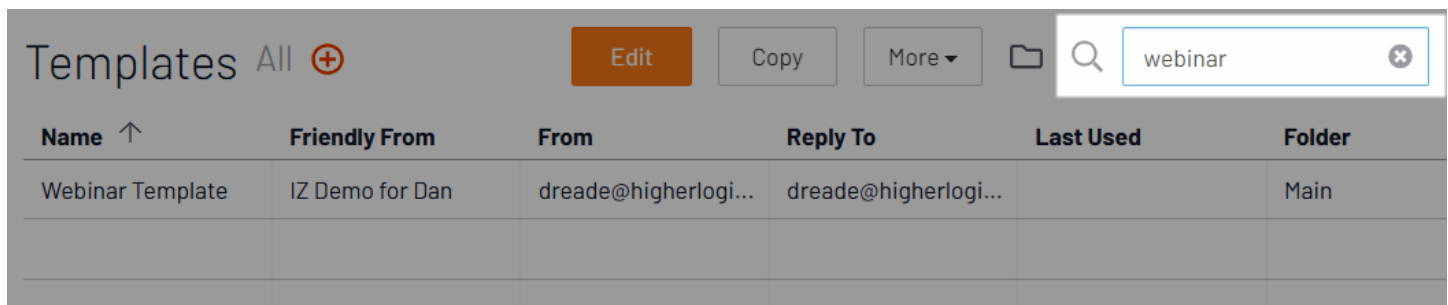 Templates All Edit Copy More webinar
Name Friendly From From Reply To Last Used Folder
Webinar Template IZ Demo for Dan dreade@higherlogi... dreade@higherlogi... Main